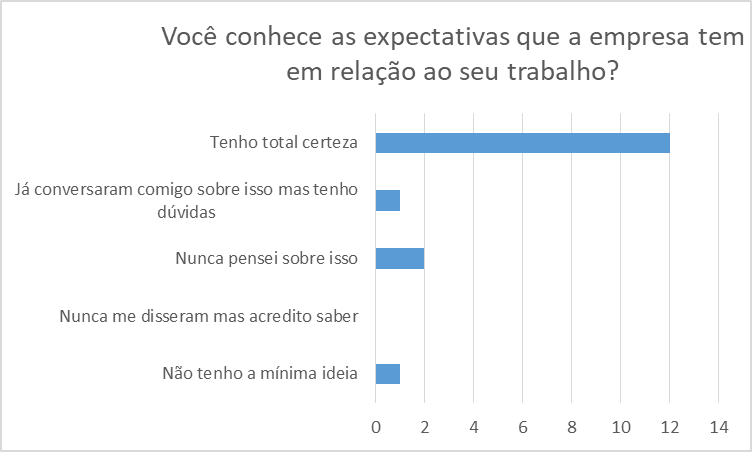 Você conhece as expectativas que a empresa tem
em relação ao seu trabalho?
Tenho total certeza
Já conversaram comigo sobre isso mas tenho
dúvidas
Nunca pensei sobre isso
Nunca me disseram mas acredito saber
Não tenho a mínima ideia
0 2 4 6 8 10 12 14